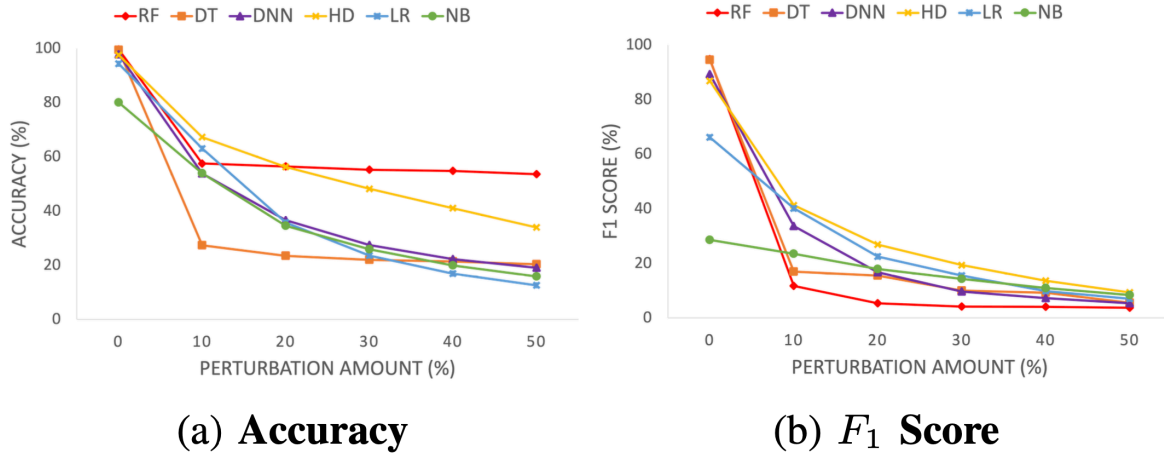 RF DT DNN HD LR NB
100
80
60
40
20
0
ACCURACY (%)
0 10 20 30 40 50
PERTURBATION AMOUNT (%)
(a) Accuracy
RF DT DNN HD LR NB
100
80
60
40
20
0
F1 SCORE (%)
0 10 20 30 40 50
PERTURBATION AMOUNT (%)
(b) F₁ Score